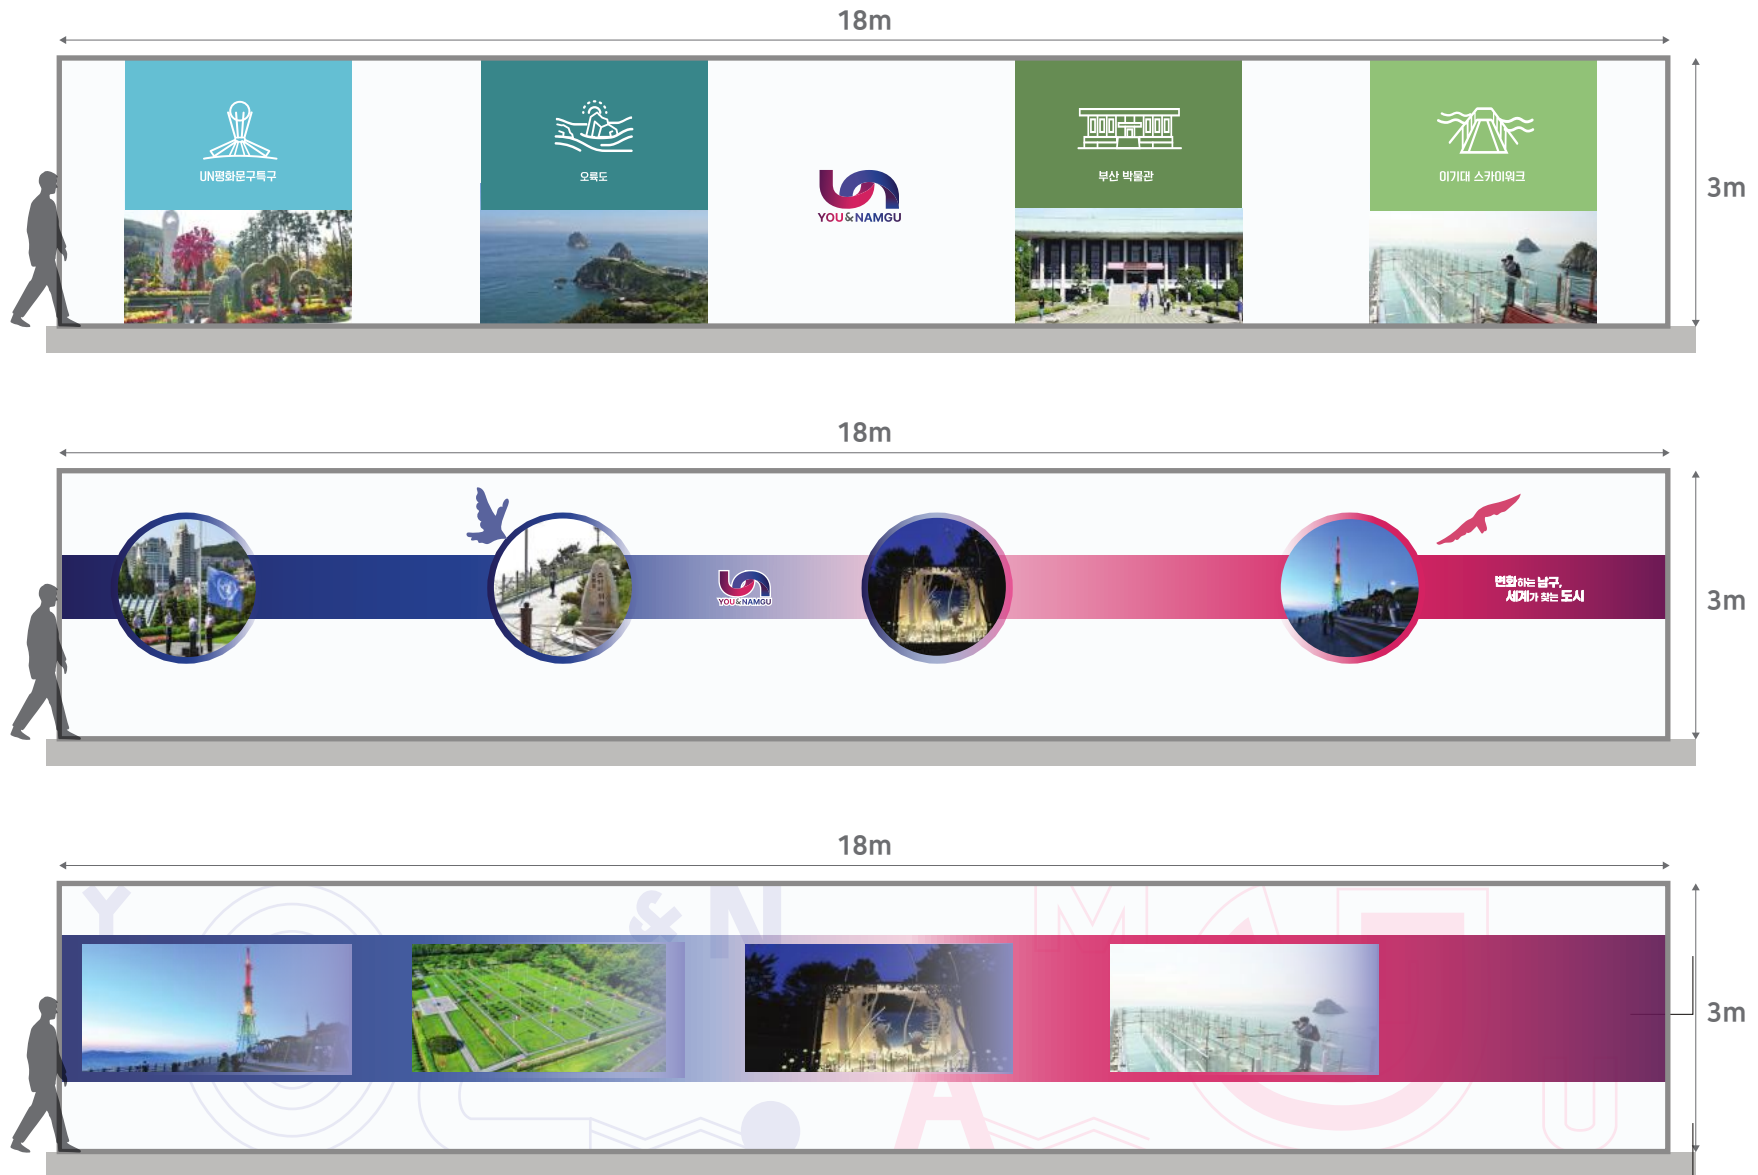 18m
UN평화문구특구
오륙도
YOU&NAMGU
부산 박물관
이기대 스카이워크
3m
18m
YOU&NAMGU
변화하는 남구,
세계가 찾는 도시
3m
18m
Y O & N M A U
3m
A U